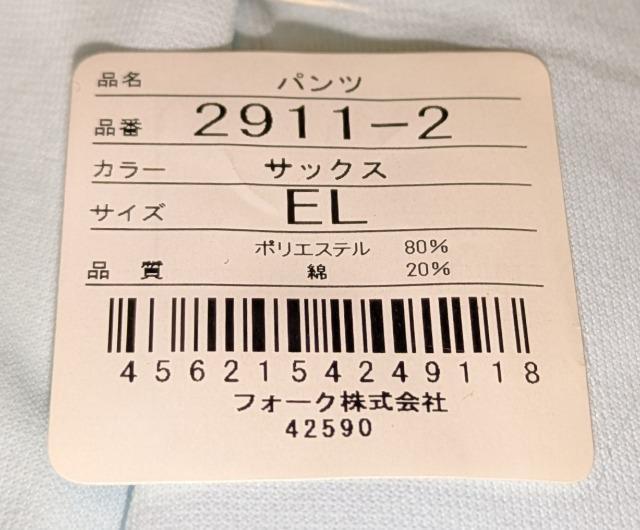 品名 パンツ
品番 2911-2
カラー サックス
サイズ EL
ポリエステル 80%
品質 綿 20%
4562154249118
フォーク株式会社
42590